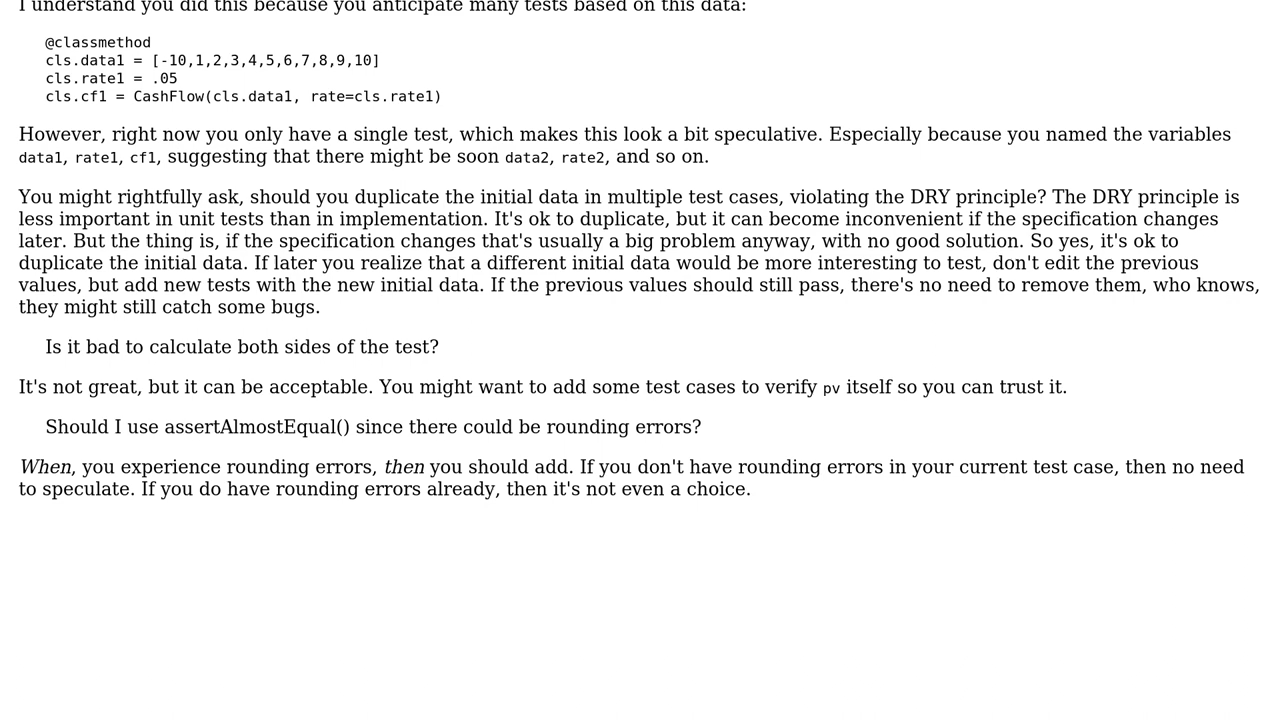 I understand you did this because you anticipate many tests based on this data:
@classmethod
cls.data1 = [-10,1,2,3,4,5,6,7,8,9,10]
cls.rate1 = .05
cls.cf1 = CashFlow(cls.data1, rate=cls.rate1)
However, right now you only have a single test, which makes this look a bit speculative. Especially because you named the variables
data1, rate1, cf1, suggesting that there might be soon data2, rate2, and so on.
You might rightfully ask, should you duplicate the initial data in multiple test cases, violating the DRY principle? The DRY principle is
less important in unit tests than in implementation. It's ok to duplicate, but it can become inconvenient if the specification changes
later. But the thing is, if the specification changes that's usually a big problem anyway, with no good solution. So yes, it's ok to
duplicate the initial data. If later you realize that a different initial data would be more interesting to test, don't edit the previous
values, but add new tests with the new initial data. If the previous values should still pass, there's no need to remove them, who knows,
they might still catch some bugs.
Is it bad to calculate both sides of the test?
It's not great, but it can be acceptable. You might want to add some test cases to verify pv itself so you can trust it.
Should I use assertAlmostEqual() since there could be rounding errors?
When, you experience rounding errors, then you should add. If you don't have rounding errors in your current test case, then no need
to speculate. If you do have rounding errors already, then it's not even a choice.